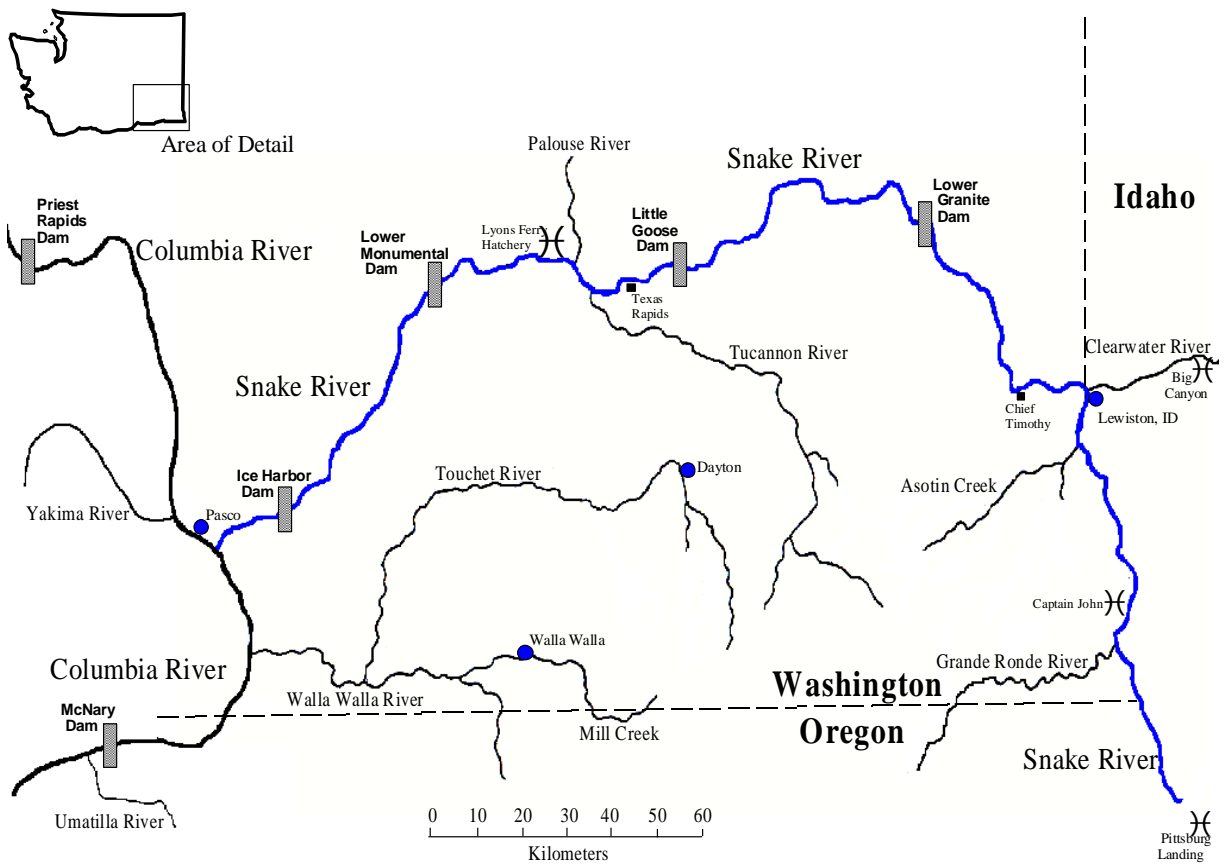 Area of Detail
Palouse River
Snake River
Idaho
Priest
Rapids
Dam
Columbia River
Lower
Monumental
Dam
Lyons Ferry
Hatchery
Little
Goose
Dam
Lower
Granite
Dam
Texas
Rapids
Tucannon River
Clearwater River
Big
Canyon
Chief
Timothy
Lewiston, ID
Snake River
Ice Harbor
Dam
Touchet River
Dayton
Asotin Creek
Yakima River
Pasco
Captain John
Columbia River
Walla Walla
Grande Ronde River
Walla Walla River
Washington
McNary
Dam
Mill Creek
Oregon
Snake River
Umatilla River
0 10 20 30 40 50 60
Kilometers
Pittsburg
Landing